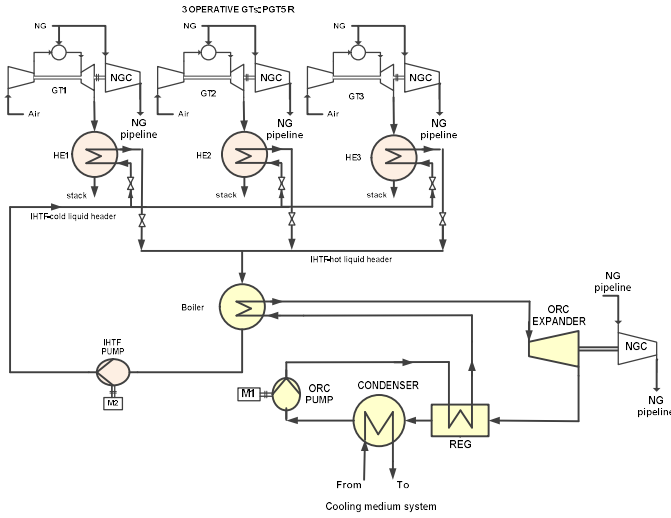 3 OPERATIVE GTs: PGT5 R
NG
NG
NG
NGC
NGC
NGC
GT1
GT2
GT3
Air
Air
Air
NG
pipeline
NG
pipeline
NG
pipeline
HE1
HE2
HE3
stack
stack
stack
IHTF-cold liquid header
IHTF-hot liquid header
Boiler
NG
pipeline
ORC
EXPANDER
NGC
NG
pipeline
IHTF
PUMP
M2
M1
ORC
PUMP
CONDENSER
REG
From
To
Cooling medium system